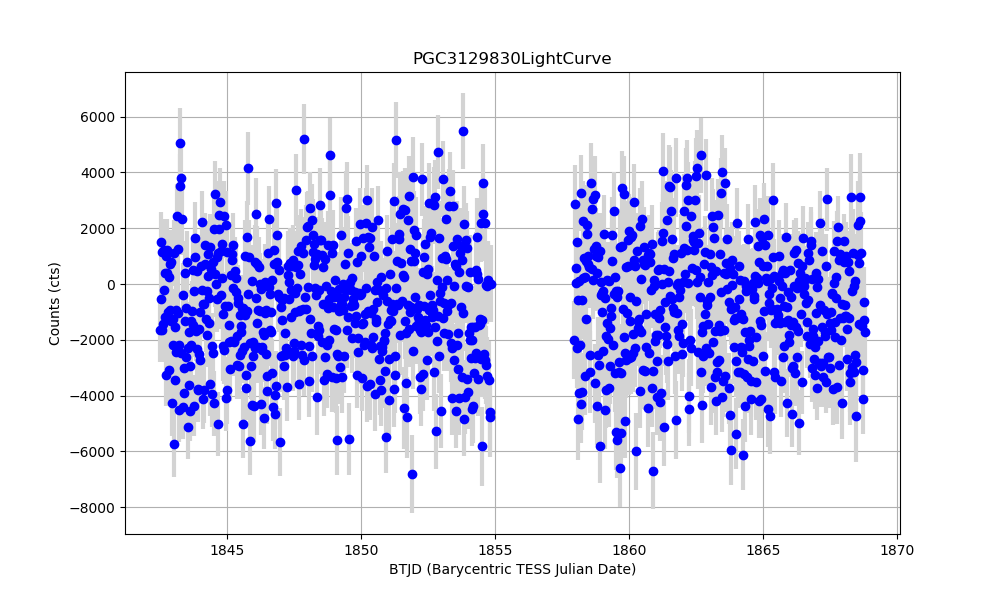 PGC3129830LightCurve
6000
4000
2000
0
−2000
−4000
−6000
−8000
Counts (cts)
1845 1850 1855 1860 1865 1870
BTJD (Barycentric TESS Julian Date)